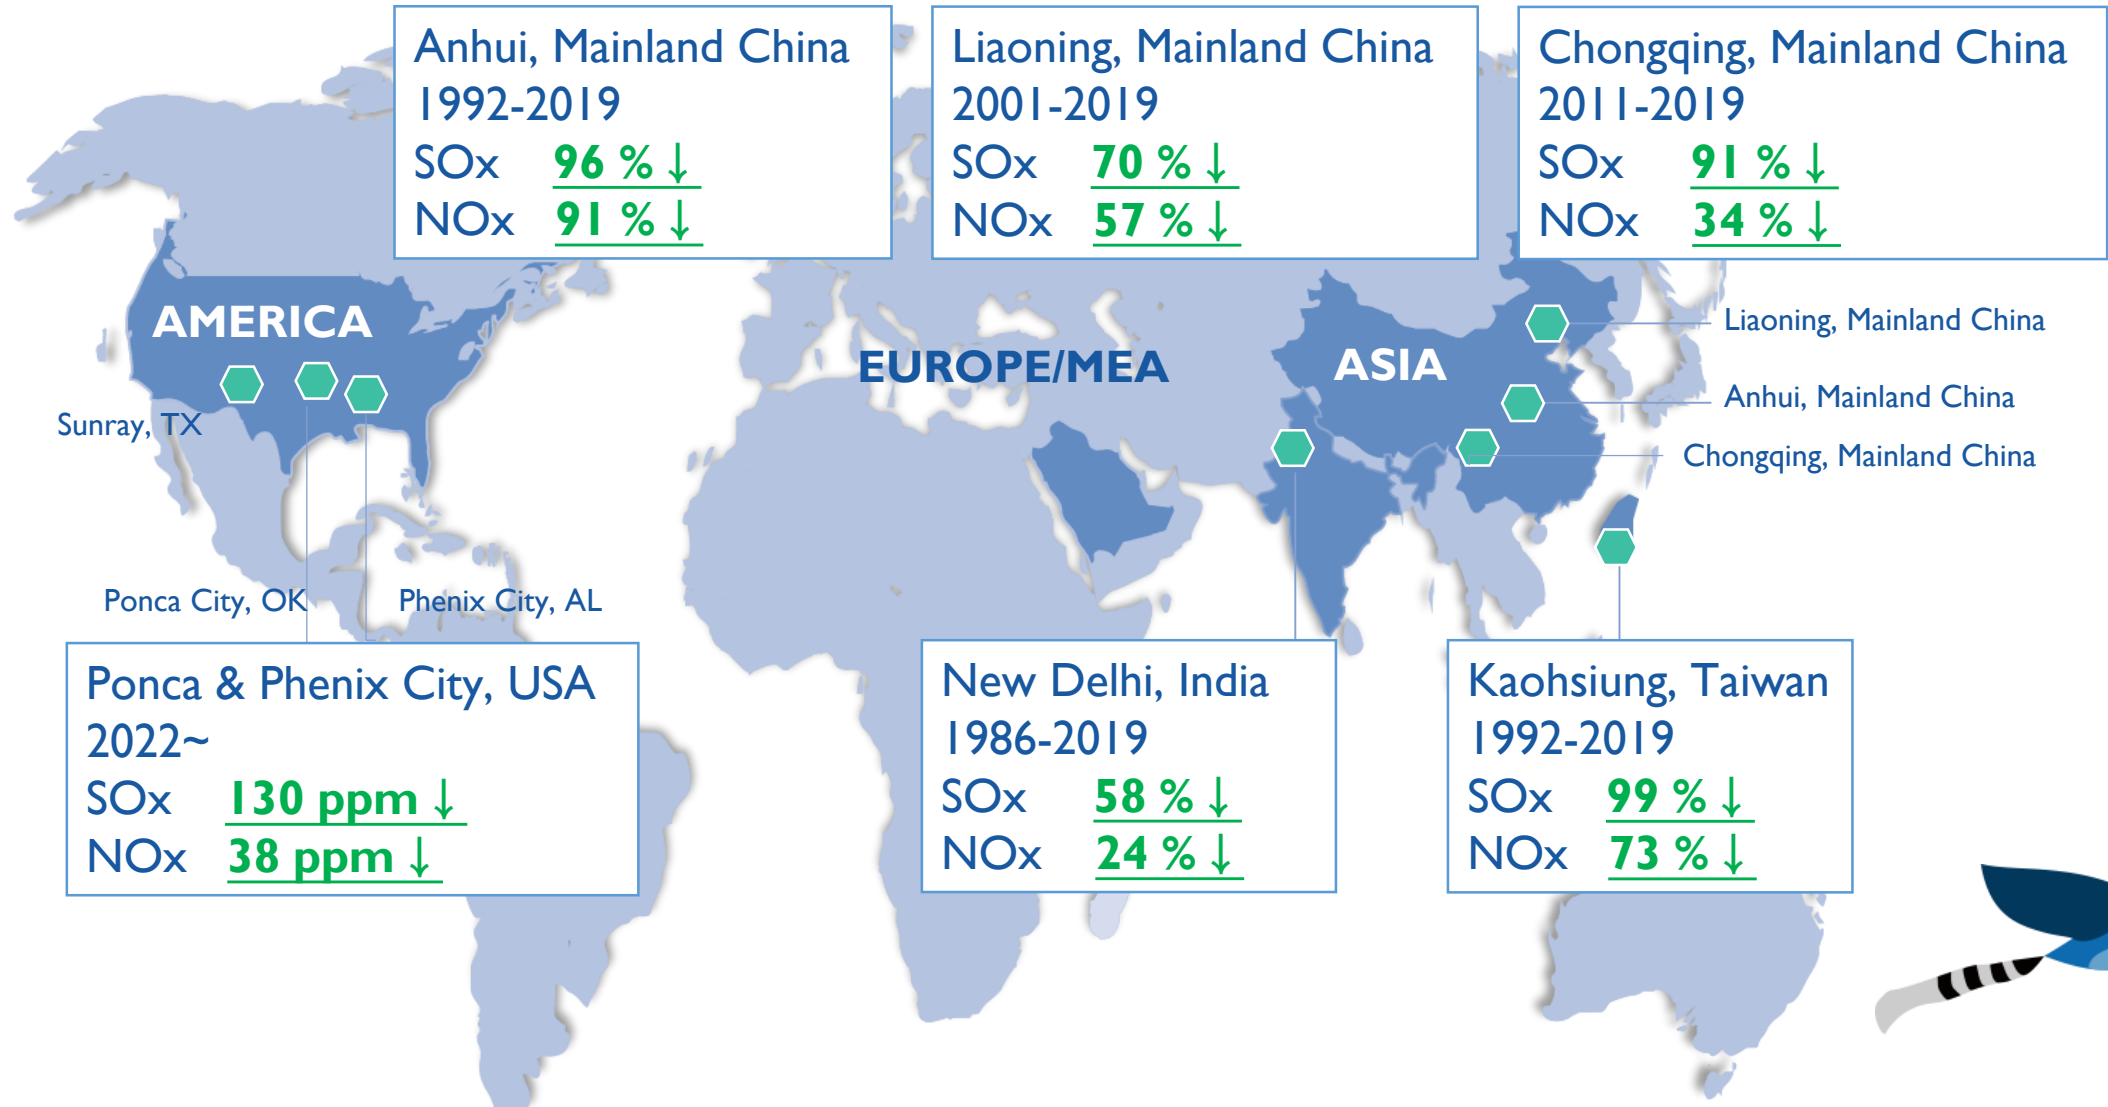 Anhui, Mainland China
1992-2019
SOx 96 % ↓
NOx 91 % ↓
Liaoning, Mainland China
2001-2019
SOx 70 % ↓
NOx 57 % ↓
Chongqing, Mainland China
2011-2019
SOx 91 % ↓
NOx 34 % ↓
AMERICA
EUROPE/MEA
ASIA
Liaoning, Mainland China
Anhui, Mainland China
Chongqing, Mainland China
Sunray, TX
Ponca City, OK
Phenix City, AL
Ponca & Phenix City, USA
2022~
SOx 130 ppm ↓
NOx 38 ppm ↓
New Delhi, India
1986-2019
SOx 58 % ↓
NOx 24 % ↓
Kaohsiung, Taiwan
1992-2019
SOx 99 % ↓
NOx 73 % ↓